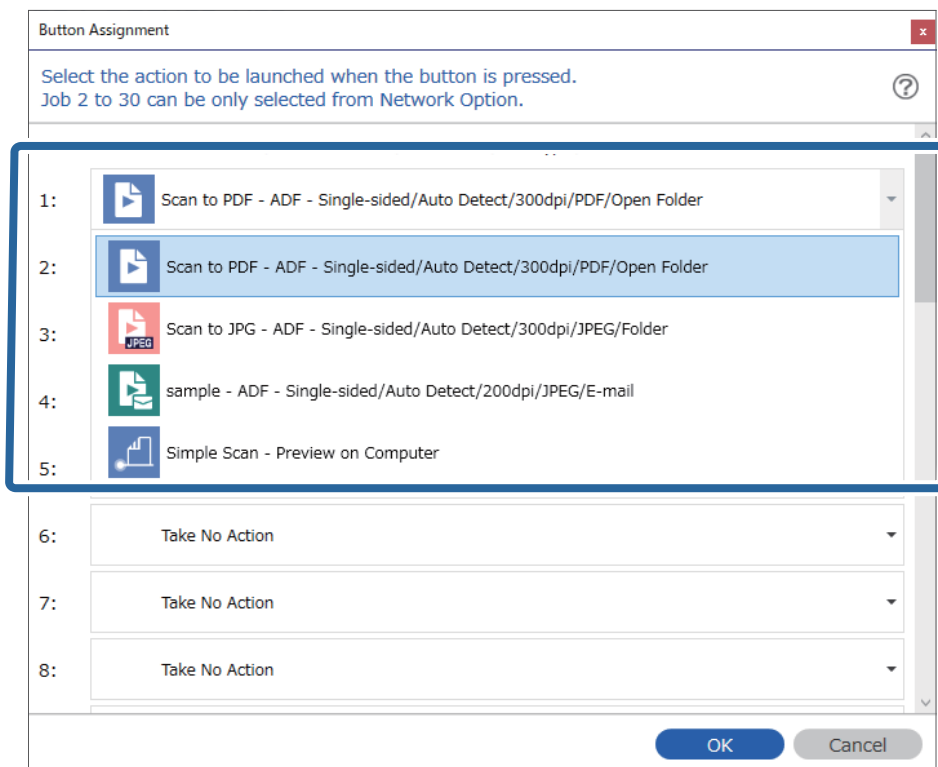 Button Assignment
x
Select the action to be launched when the button is pressed.
Job 2 to 30 can be only selected from Network Option.
?
1:
Scan to PDF - ADF - Single-sided/Auto Detect/300dpi/PDF/Open Folder
2:
Scan to PDF - ADF - Single-sided/Auto Detect/300dpi/PDF/Open Folder
3:
JPEG
Scan to JPG - ADF - Single-sided/Auto Detect/300dpi/JPEG/Folder
4:
sample - ADF - Single-sided/Auto Detect/200dpi/JPEG/E-mail
5:
Simple Scan - Preview on Computer
6:
Take No Action
7:
Take No Action
8:
Take No Action
OK
Cancel